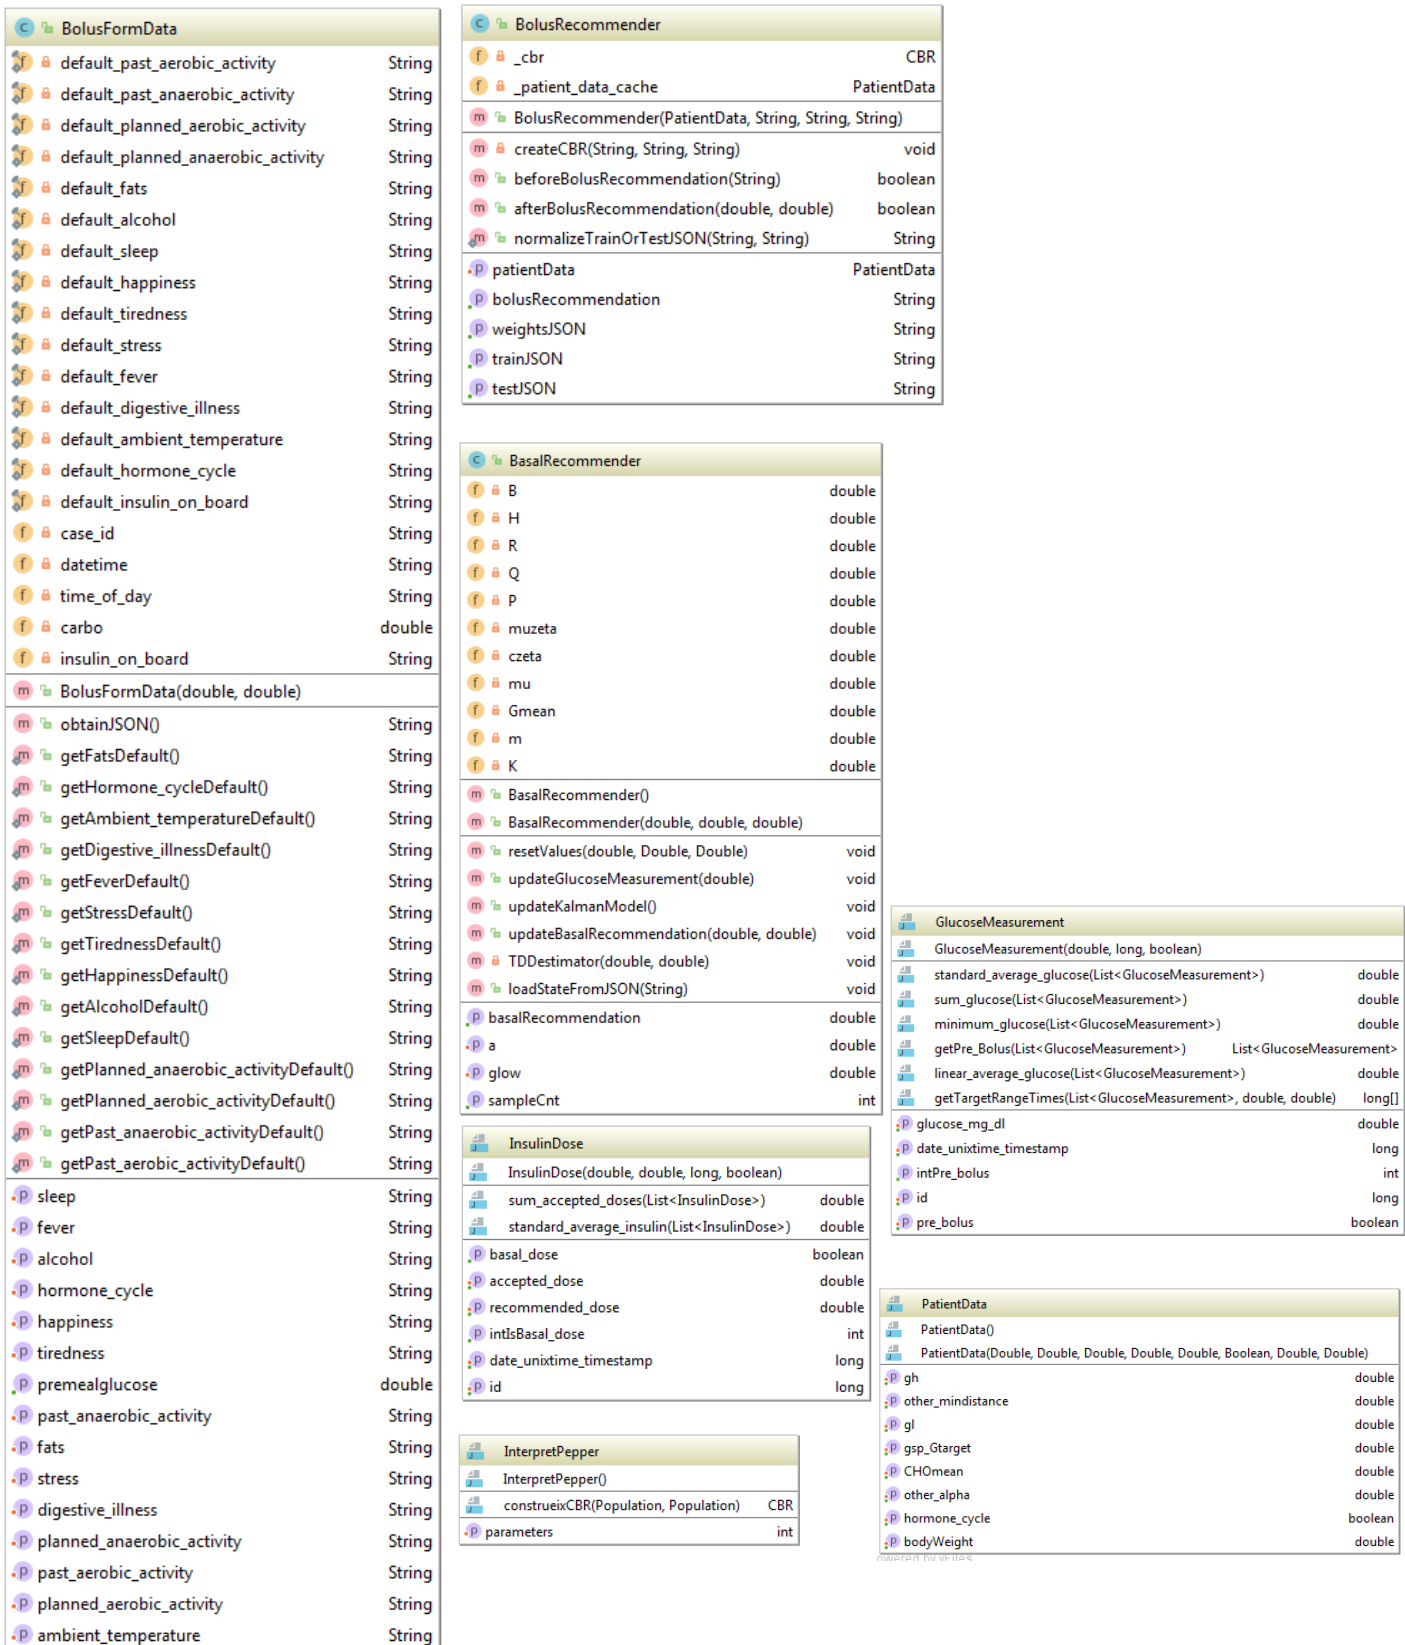 BolusFormData
default_past_aerobic_activity String
default_past_anaerobic_activity String
default_planned_aerobic_activity String
default_planned_anaerobic_activity String
default_fats String
default_alcohol String
default_sleep String
default_happiness String
default_tiredness String
default_stress String
default_fever String
default_digestive_illness String
default_ambient_temperature String
default_hormone_cycle String
default_insulin_on_board String
case_id String
datetime String
time_of_day String
carbo double
insulin_on_board String
BolusFormData(double, double)
obtainJSON() String
getFatsDefault() String
getHormone_cycleDefault() String
getAmbient_temperatureDefault() String
getDigestive_illnessDefault() String
getFeverDefault() String
getStressDefault() String
getTirednessDefault() String
getHappinessDefault() String
getAlcoholDefault() String
getSleepDefault() String
getPlanned_anaerobic_activityDefault() String
getPlanned_aerobic_activityDefault() String
getPast_anaerobic_activityDefault() String
getPast_aerobic_activityDefault() String
sleep String
fever String
alcohol String
hormone_cycle String
happiness String
tiredness String
premealglucose double
past_anaerobic_activity String
fats String
stress String
digestive_illness String
planned_anaerobic_activity String
past_aerobic_activity String
planned_aerobic_activity String
ambient_temperature String
BolusRecommender
_cbr CBR
_patient_data_cache PatientData
BolusRecommender(PatientData, String, String, String)
createCBR(String, String, String) void
beforeBolusRecommendation(String) boolean
afterBolusRecommendation(double, double) boolean
normalizeTrainOrTestJSON(String, String) String
patientData PatientData
bolusRecommendation String
weightsJSON String
trainJSON String
testJSON String
BasalRecommender
B double
H double
R double
Q double
P double
muzeta double
czeta double
mu double
Gmean double
m double
K double
BasalRecommender()
BasalRecommender(double, double, double)
resetValues(double, Double, Double) void
updateGlucoseMeasurement(double) void
updateKalmanModel() void
updateBasalRecommendation(double, double) void
TDDestimator(double, double) void
loadStateFromJSON(String) void
basalRecommendation double
a double
glow double
sampleCnt int
InsulinDose
InsulinDose(double, double, long, boolean)
sum_accepted_doses(List<InsulinDose>) double
standard_average_insulin(List<InsulinDose>) double
basal_dose boolean
accepted_dose double
recommended_dose double
intIsBasal_dose int
date_unixtime_timestamp long
id long
InterpretPepper
InterpretPepper()
construeixCBR(Population, Population) CBR
parameters int
GlucoseMeasurement
GlucoseMeasurement(double, long, boolean)
standard_average_glucose(List<GlucoseMeasurement>) double
sum_glucose(List<GlucoseMeasurement>) double
minimum_glucose(List<GlucoseMeasurement>) double
getPre_Bolus(List<GlucoseMeasurement>) List<GlucoseMeasurement>
linear_average_glucose(List<GlucoseMeasurement>) double
getTargetRangeTimes(List<GlucoseMeasurement>, double, double) long[]
glucose_mg_dl double
date_unixtime_timestamp long
intPre_bolus int
id long
pre_bolus boolean
PatientData
PatientData()
PatientData(Double, Double, Double, Double, Double, Boolean, Double, Double)
gh double
other_mindistance double
gl double
gsp_Gtarget double
CHOmean double
other_alpha double
hormone_cycle boolean
bodyWeight double
owered by yFiles